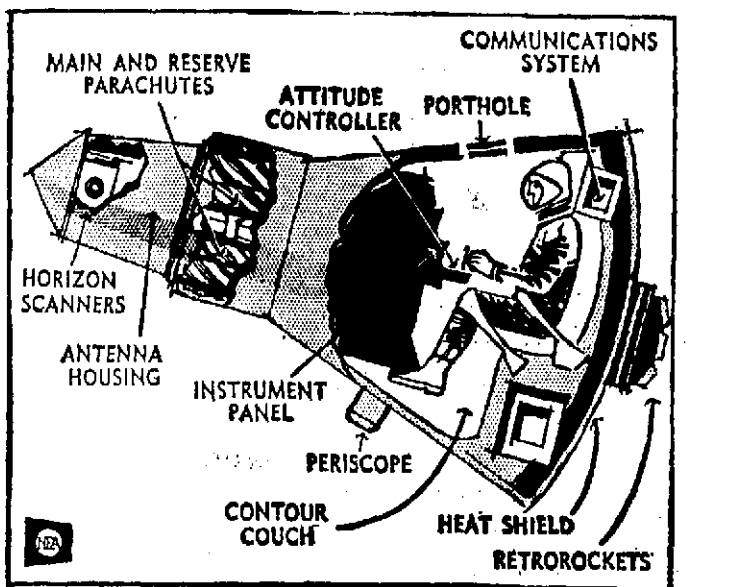 COMMUNICATIONS
SYSTEM
MAIN AND RESERVE
PARACHUTES
ATTITUDE
CONTROLLER
PORTHOLE
HORIZON
SCANNERS
ANTENNA
HOUSING
INSTRUMENT
PANEL
PERISCOPE
CONTOUR
COUCH
HEAT SHIELD
RETROROCKETS
NEA